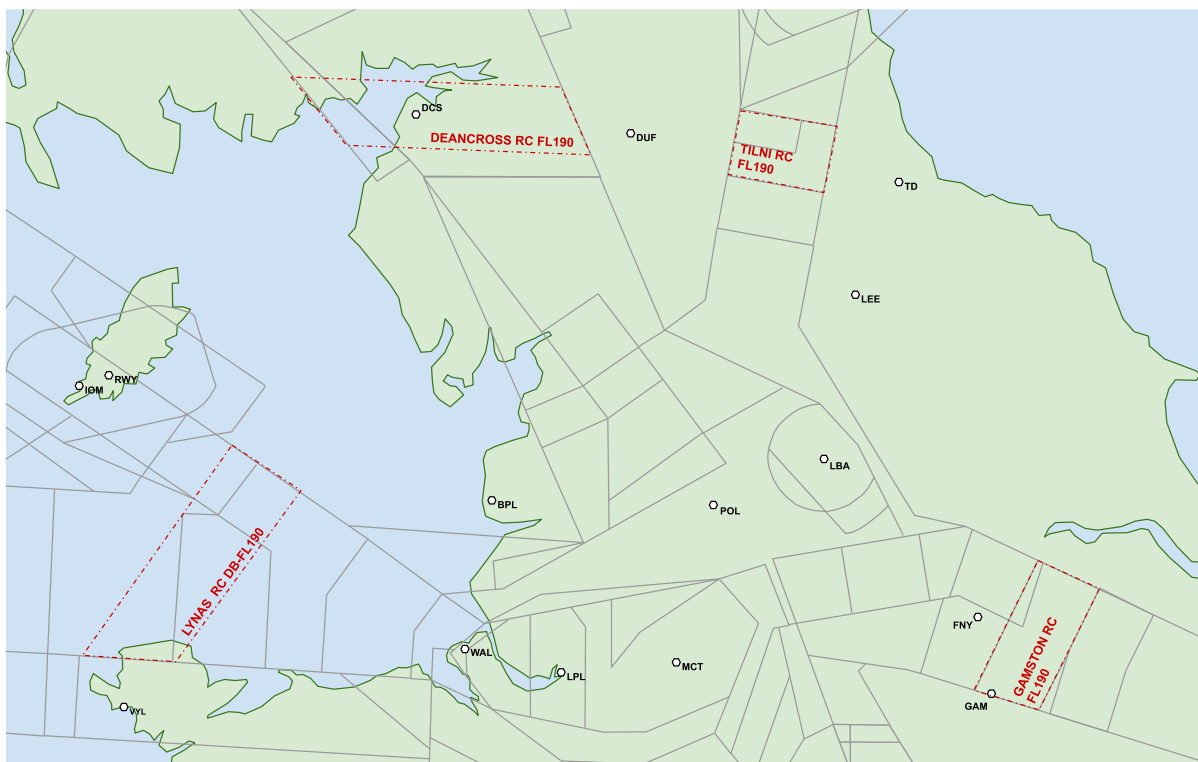 DCS
DEANCROSS RC FL190
DUF
TILNI RC
FL190
TD
LEE
RWY
IOM
LBA
BPL
POL
LYNAS RC DB-FL190
FNY
WAL
LPL
MCT
GAMSTON RC
FL190
GAM
VYL